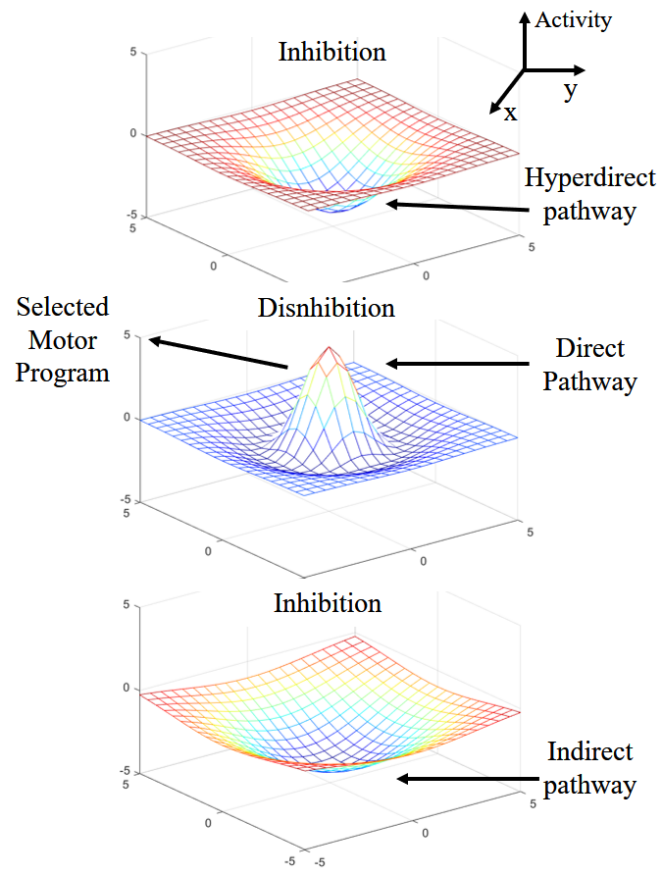 Activity
y
x
5
Inhibition
0
Hyperdirect
pathway
-5
5
0
0
5
Selected
Motor
Program
Disnhibition
5
Direct
Pathway
0
-5
5
0
0
5
Inhibition
5
0
Indirect
pathway
-5
5
0
0
5
-5
-5